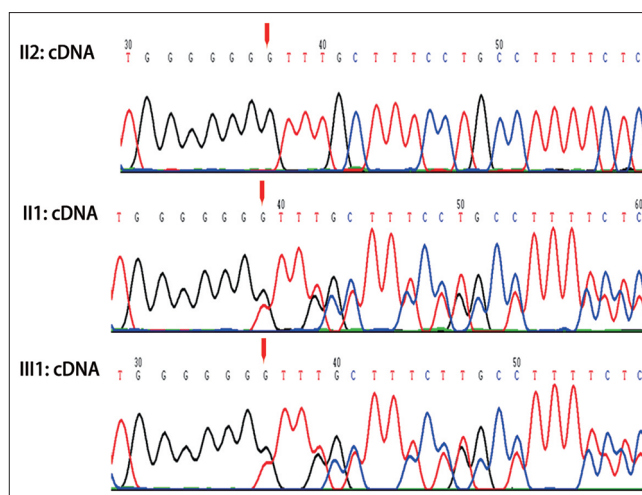 30 40 50
II2: cDNA T G G G G G G G T T T G C T T T C C T G C C T T T T C T C
40 50 60
II1: cDNA T G G G G G G G T T T G C T T T C C T G C C T T T T C T C
30 40 50
III1: cDNA T G G G G G G G T T T G C T T T C T T G C C T T T T C T C